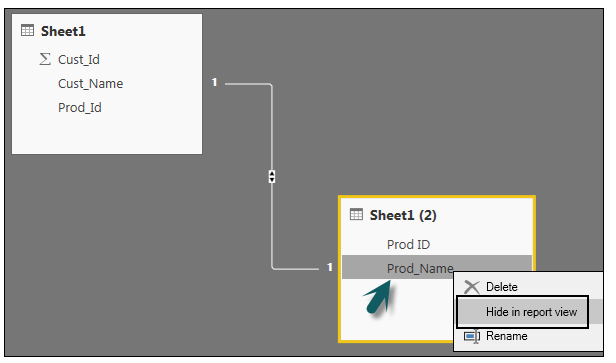 Sheet1
Σ Cust_Id
Cust_Name
Prod_Id
1
Sheet1 (2)
Prod ID
1
Prod_Name
Delete
Hide in report view
Rename